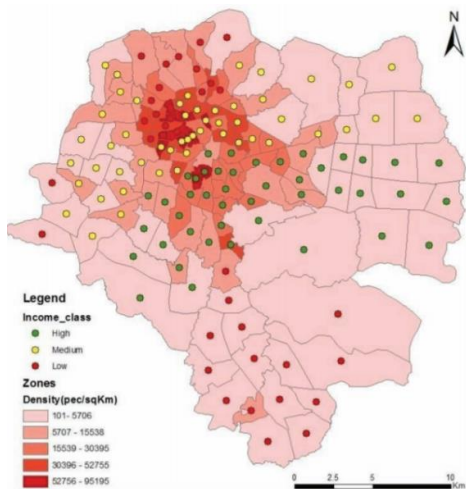 N
Legend
Income_class
High
Medium
Low
Zones
Density(pec/sqKm)
101- 5706
5707 - 15538
15539 - 30395
30396 - 52755
52756 - 95195
0 2.5 5 10
Km